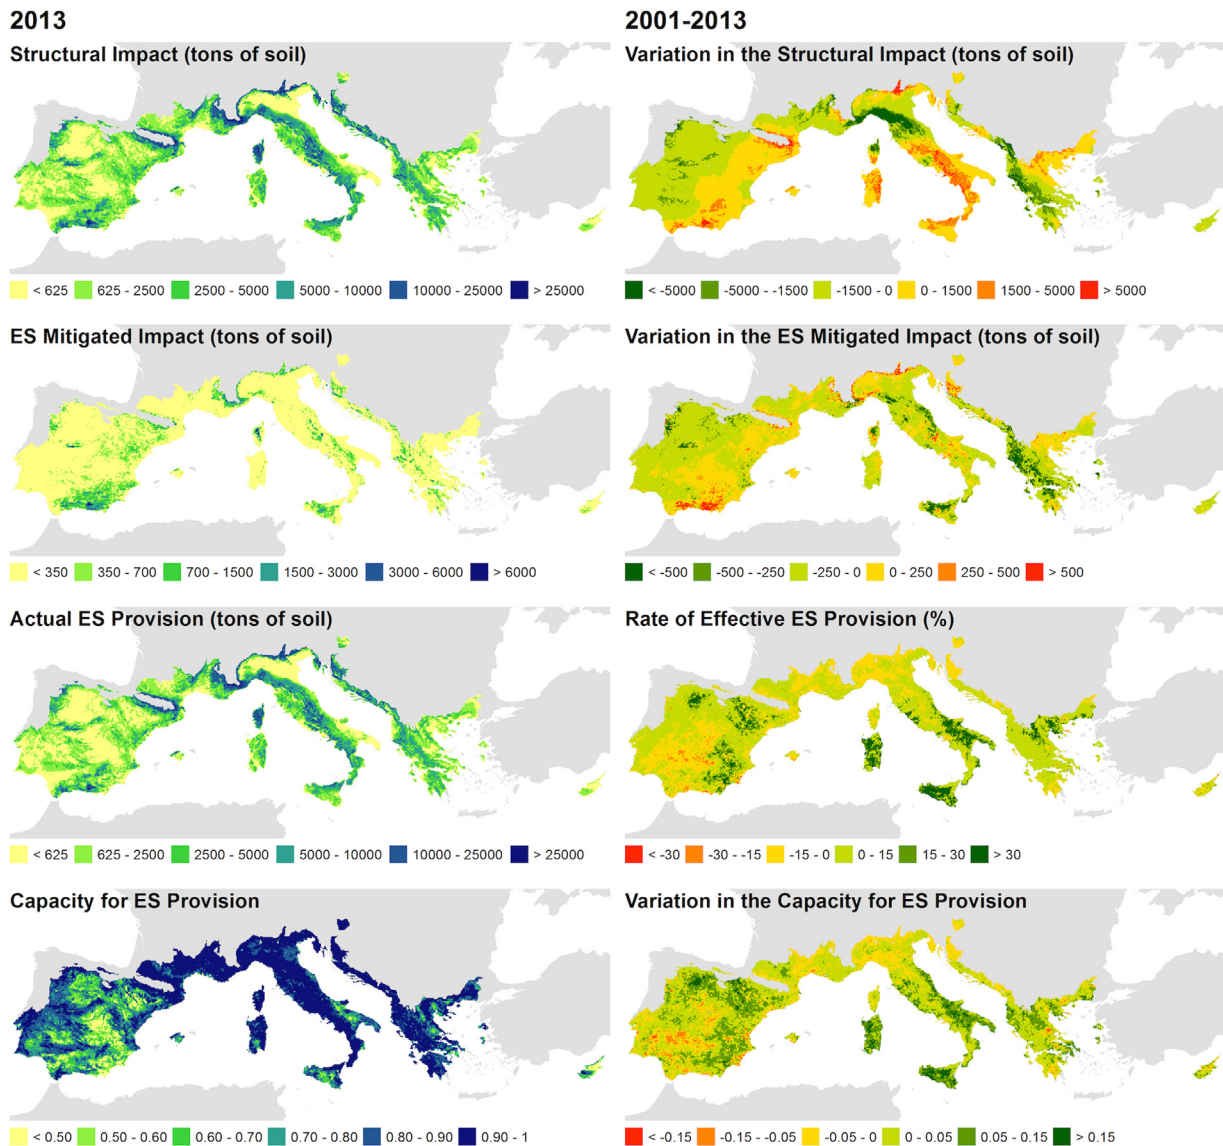 2013
2001-2013
Structural Impact (tons of soil)
Variation in the Structural Impact (tons of soil)
< 625 625 - 2500 2500 - 5000 5000 - 10000 10000 - 25000 > 25000
< -5000 -5000 - -1500 -1500 - 0 0 - 1500 1500 - 5000 > 5000
ES Mitigated Impact (tons of soil)
Variation in the ES Mitigated Impact (tons of soil)
< 350 350 - 700 700 - 1500 1500 - 3000 3000 - 6000 > 6000
< -500 -500 - -250 -250 - 0 0 - 250 250 - 500 > 500
Actual ES Provision (tons of soil)
Rate of Effective ES Provision (%)
< 625 625 - 2500 2500 - 5000 5000 - 10000 10000 - 25000 > 25000
< -30 -30 - -15 -15 - 0 0 - 15 15 - 30 > 30
Capacity for ES Provision
Variation in the Capacity for ES Provision
< 0.50 0.50 - 0.60 0.60 - 0.70 0.70 - 0.80 0.80 - 0.90 0.90 - 1
< -0.15 -0.15 - -0.05 -0.05 - 0 0 - 0.05 0.05 - 0.15 > 0.15